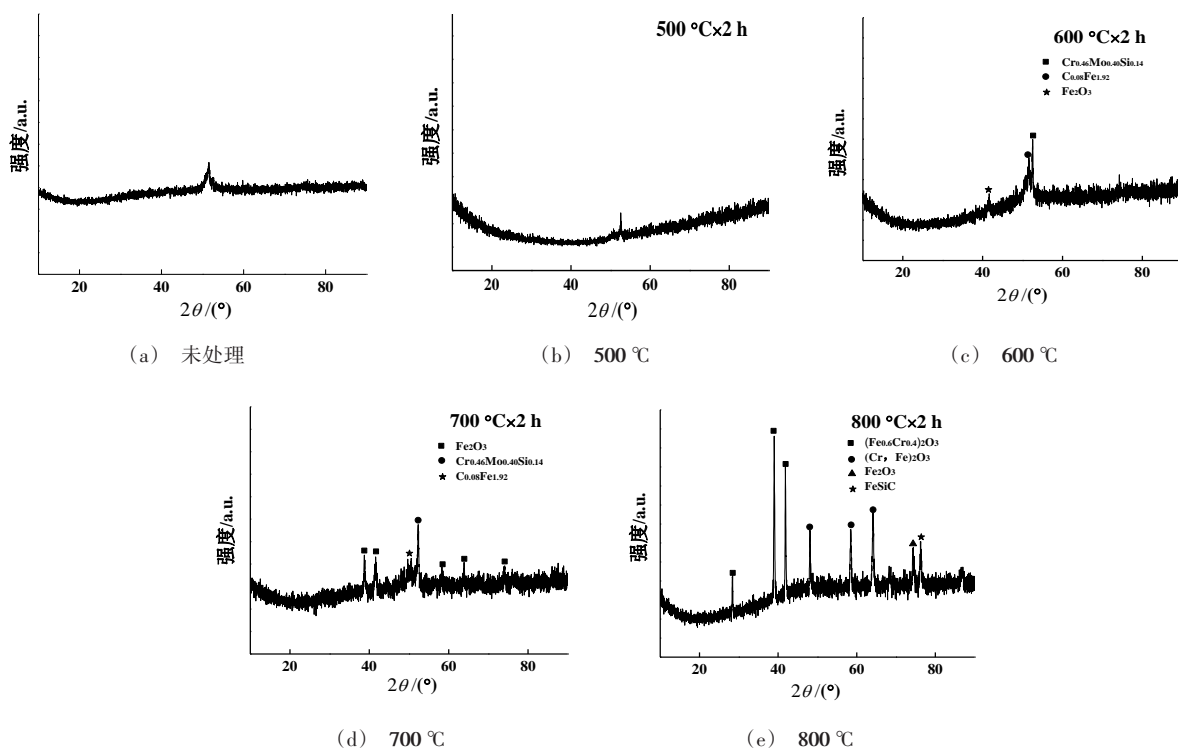 强度/a.u.
20 40 60 80
2θ/(°)
(a) 未处理
500 °C×2 h
强度/a.u.
20 40 60 80
2θ/(°)
(b) 500 ℃
600 °C×2 h
■ Cr0.46Mo0.40Si0.14
● C0.08Fe1.92
★ Fe2O3
强度/a.u.
20 40 60 80
2θ/(°)
(c) 600 ℃
700 °C×2 h
■ Fe2O3
● Cr0.46Mo0.40Si0.14
★ C0.08Fe1.92
强度/a.u.
20 40 60 80
2θ/(°)
(d) 700 ℃
800 °C×2 h
■ (Fe0.6Cr0.4)2O3
● (Cr，Fe)2O3
▲ Fe2O3
★ FeSiC
强度/a.u.
20 40 60 80
2θ/(°)
(e) 800 ℃